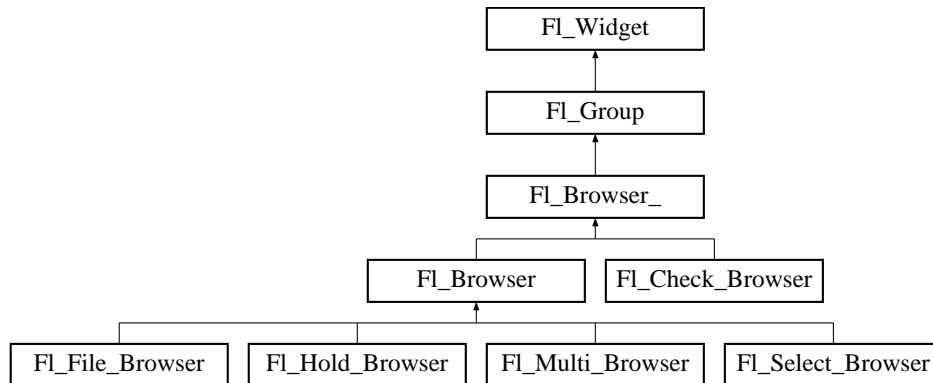 Fl_Widget
Fl_Group
Fl_Browser_
Fl_Browser
Fl_Check_Browser
Fl_File_Browser
Fl_Hold_Browser
Fl_Multi_Browser
Fl_Select_Browser